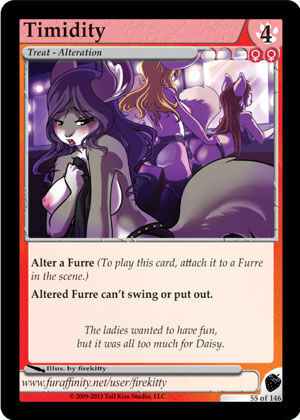 Timidity
4
Treat - Alteration
Alter a Furre (To play this card, attach it to a Furre
in the scene.)
Altered Furre can't swing or put out.
The ladies wanted to have fun,
but it was all too much for Daisy.
Illus. by firekitty
www.furaffinity.net/user/firekitty
55 of 146
© 2009-2013 Tail Kiss Studio, LLC